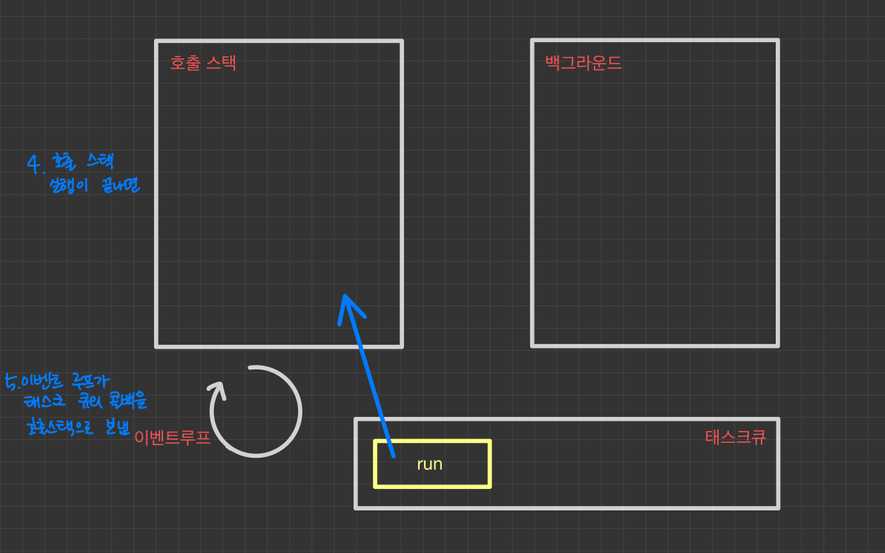 호출 스택
백그라운드
4. 호출 스택
실행이 끝나면
5. 이벤트 루프가
태스크 큐의 콜백을
호출스택으로 보냄
이벤트루프
태스크큐
run